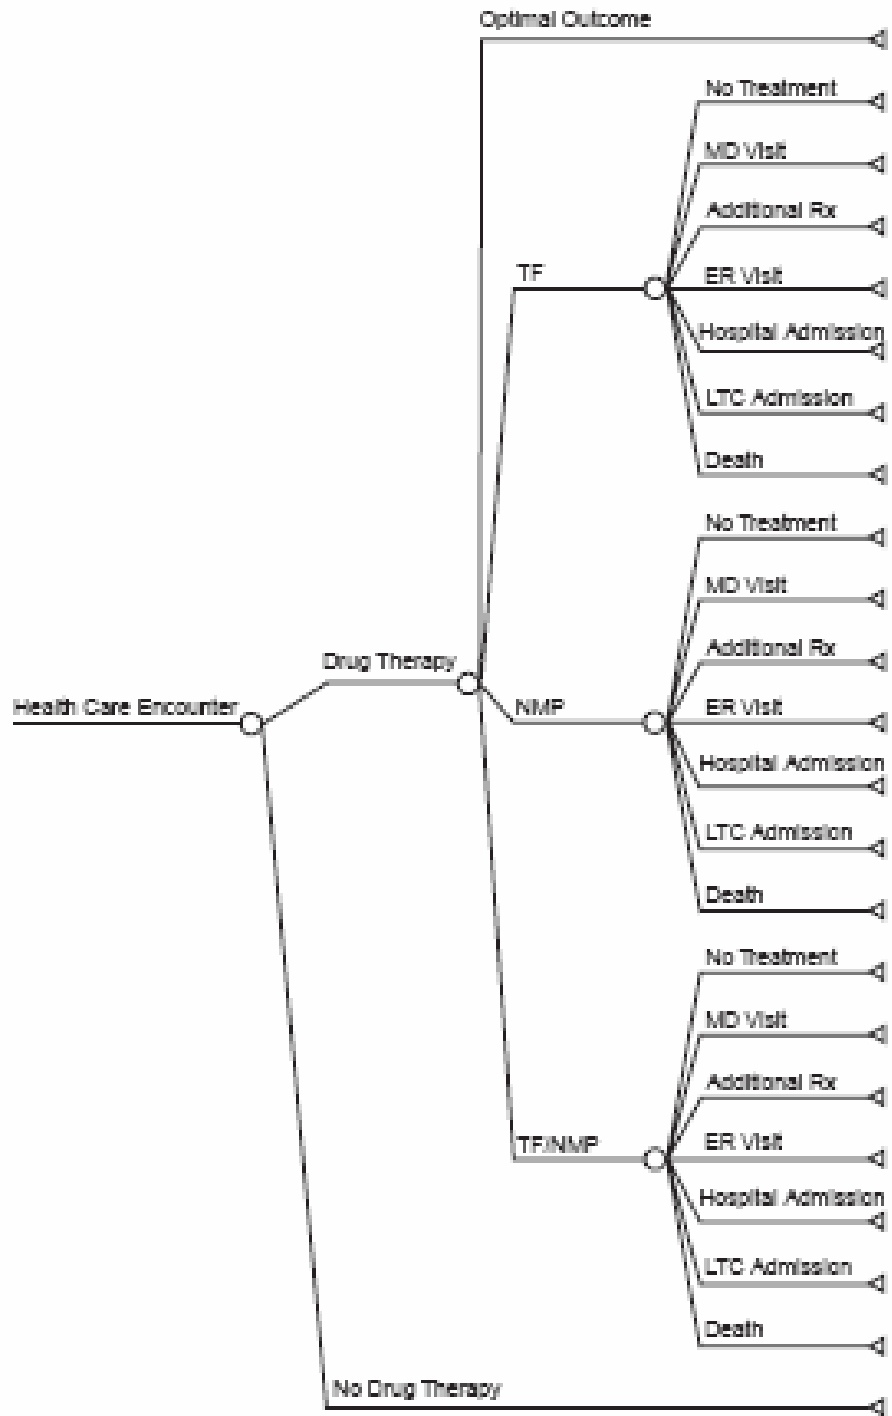 Optimal Outcome
No Treatment
MD Visit
Additional Rx
TF
ER Visit
Hospital Admission
LTC Admission
Death
No Treatment
MD Visit
Additional Rx
Drug Therapy
Health Care Encounter
NMP
ER Visit
Hospital Admission
LTC Admission
Death
No Treatment
MD Visit
Additional Rx
TF/NMP
ER Visit
Hospital Admission
LTC Admission
Death
No Drug Therapy